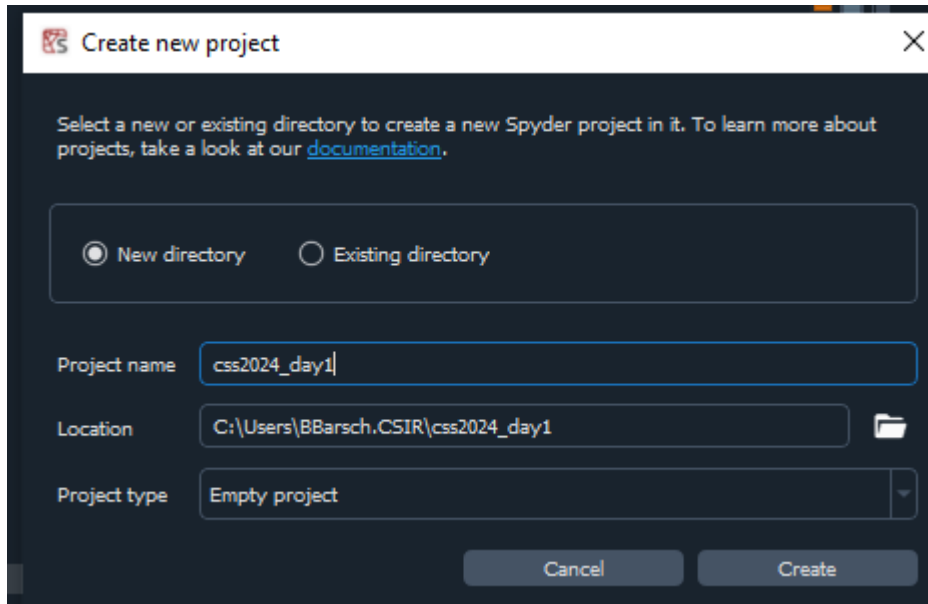 Create new project
Select a new or existing directory to create a new Spyder project in it. To learn more about
projects, take a look at our documentation.
New directory Existing directory
Project name css2024_day1
Location C:\Users\BBarsch.CSIR\css2024_day1
Project type Empty project
Cancel Create